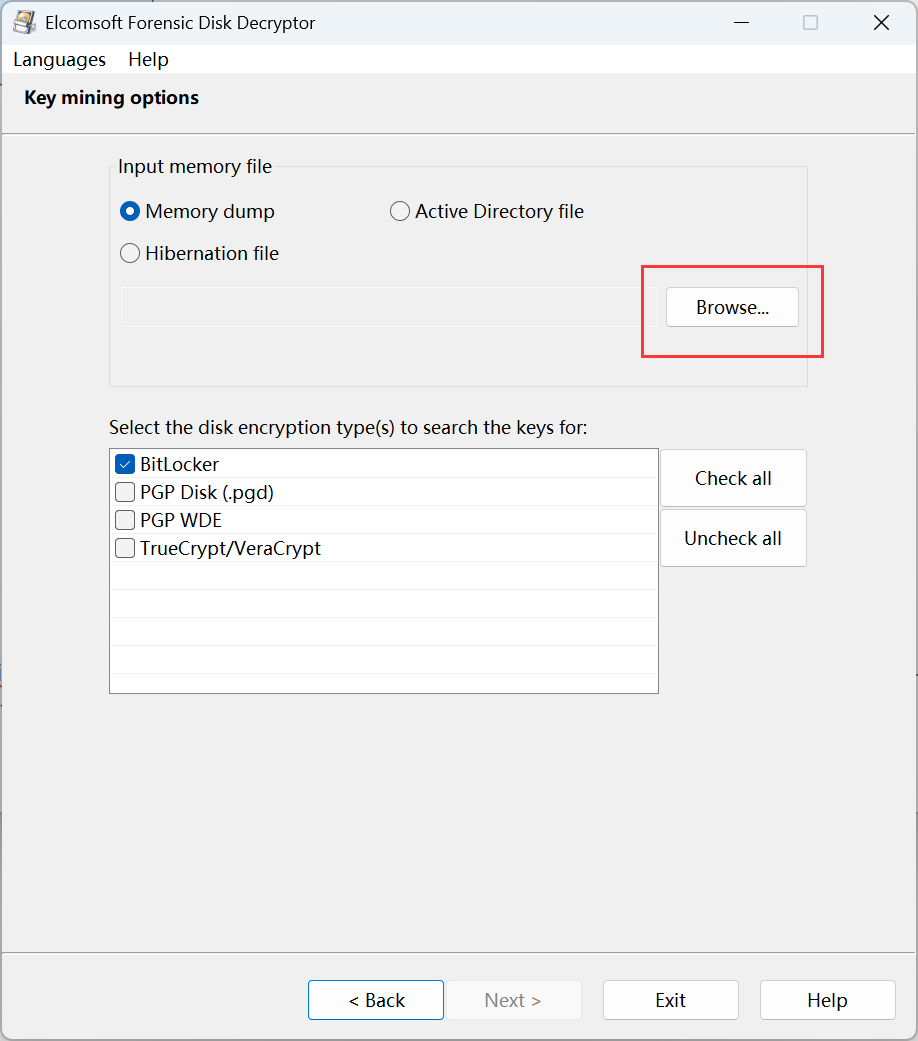 Elcomsoft Forensic Disk Decryptor
Languages Help
Key mining options
Input memory file
Memory dump Active Directory file
Hibernation file
Browse...
Select the disk encryption type(s) to search the keys for:
BitLocker
PGP Disk (.pgd)
PGP WDE
TrueCrypt/VeraCrypt
Check all
Uncheck all
< Back Next > Exit Help